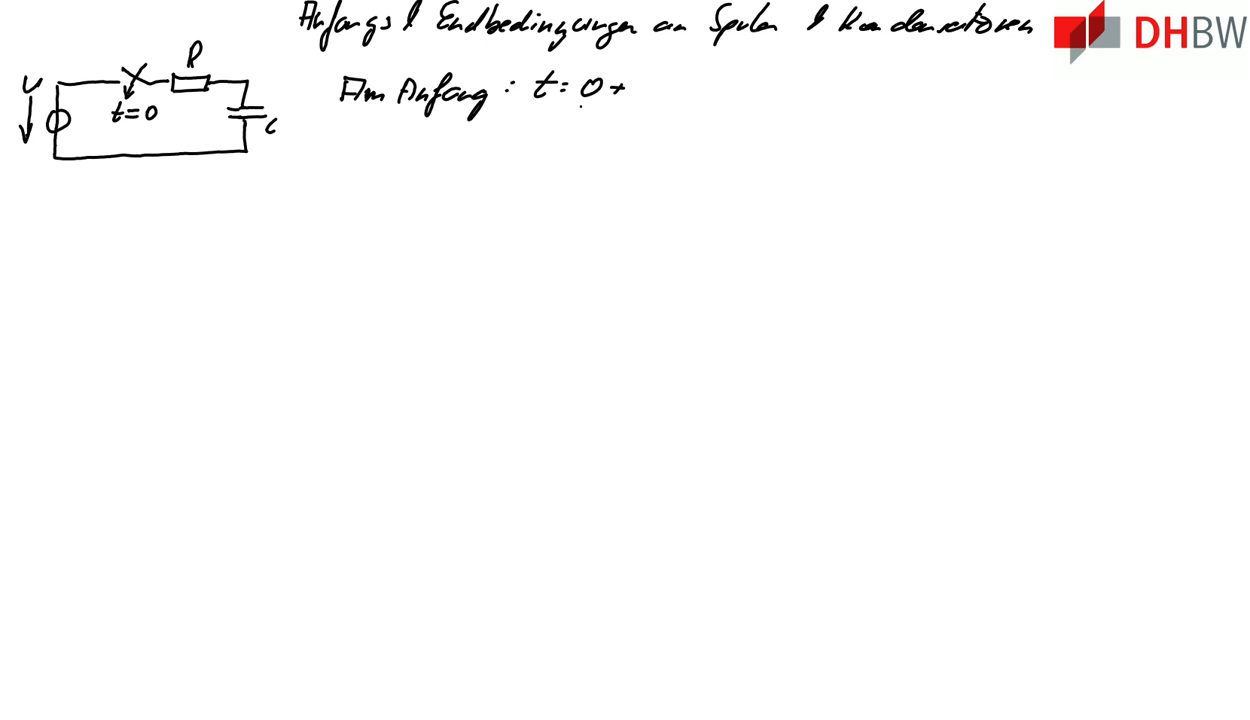 Anfangs & Endbedingungen an Spulen & Kondensatoren
DHBW
Am Anfang: t=0+
U
R
t=0
C